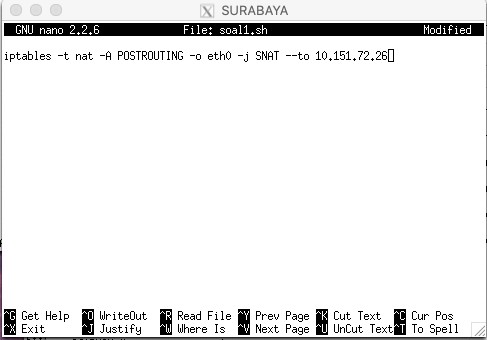 SURABAYA
GNU nano 2.2.6 File: soal1.sh Modified
iptables -t nat -A POSTROUTING -o eth0 -j SNAT --to 10.151.72.26
^G Get Help ^O WriteOut ^R Read File ^Y Prev Page ^K Cut Text ^C Cur Pos
^X Exit ^J Justify ^W Where Is ^V Next Page ^U UnCut Text ^T To Spell